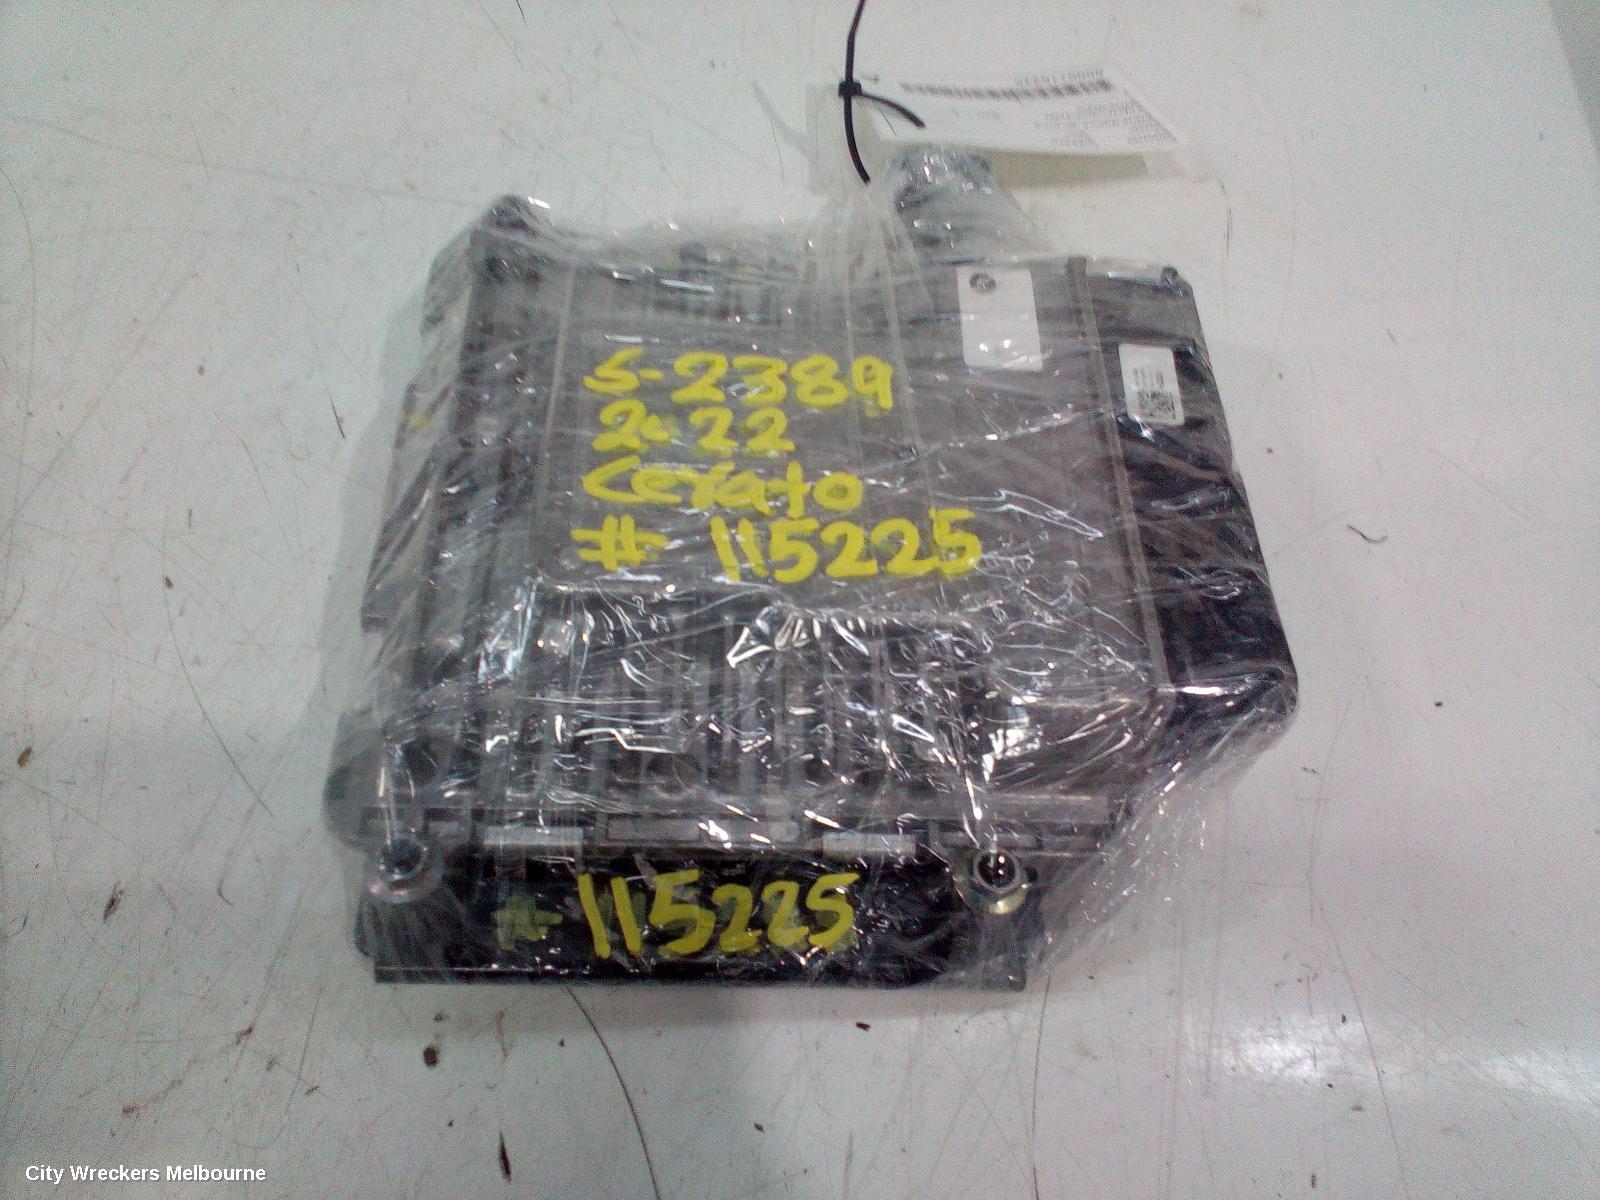 S-2389
2022
Cerato
# 115225
# 115225
City Wreckers Melbourne